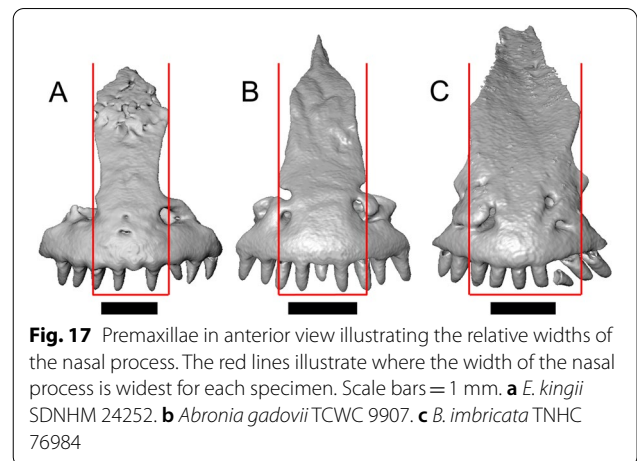 A
B
C
Fig. 17 Premaxillae in anterior view illustrating the relative widths of
the nasal process. The red lines illustrate where the width of the nasal
process is widest for each specimen. Scale bars = 1 mm. a E. kingii
SDNHM 24252. b Abronia gadovii TCWC 9907. c B. imbricata TNHC
76984